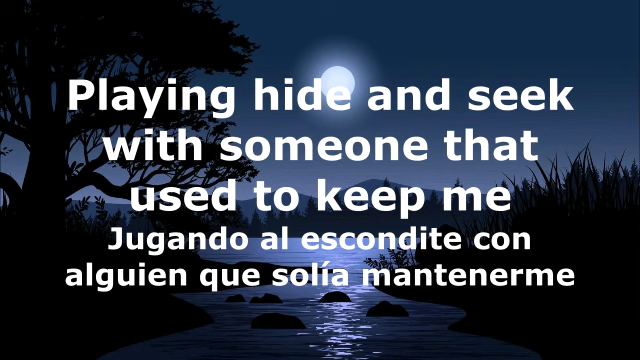 Playing hide and seek
with someone that
used to keep me
Jugando al escondite con
alguien que solía mantenerme